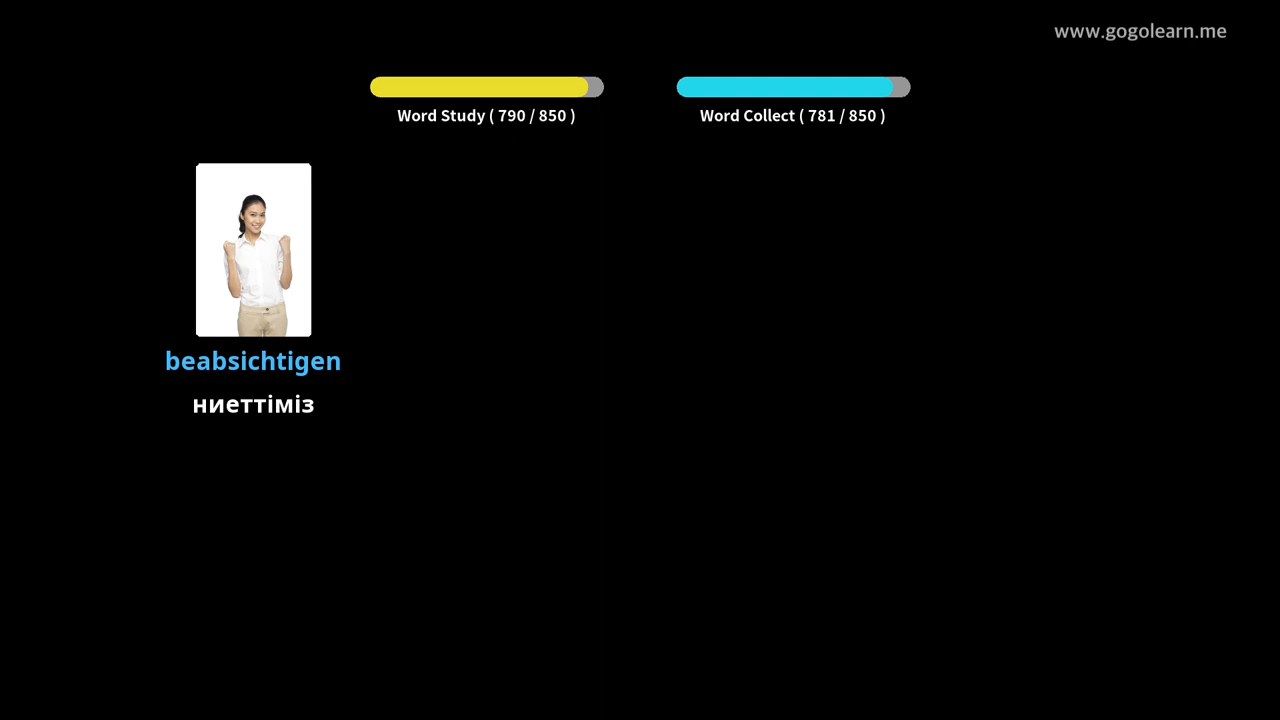 www.gogolearn.me
Word Study ( 790 / 850 )
Word Collect ( 781 / 850 )
beabsichtigen
ниеттіміз